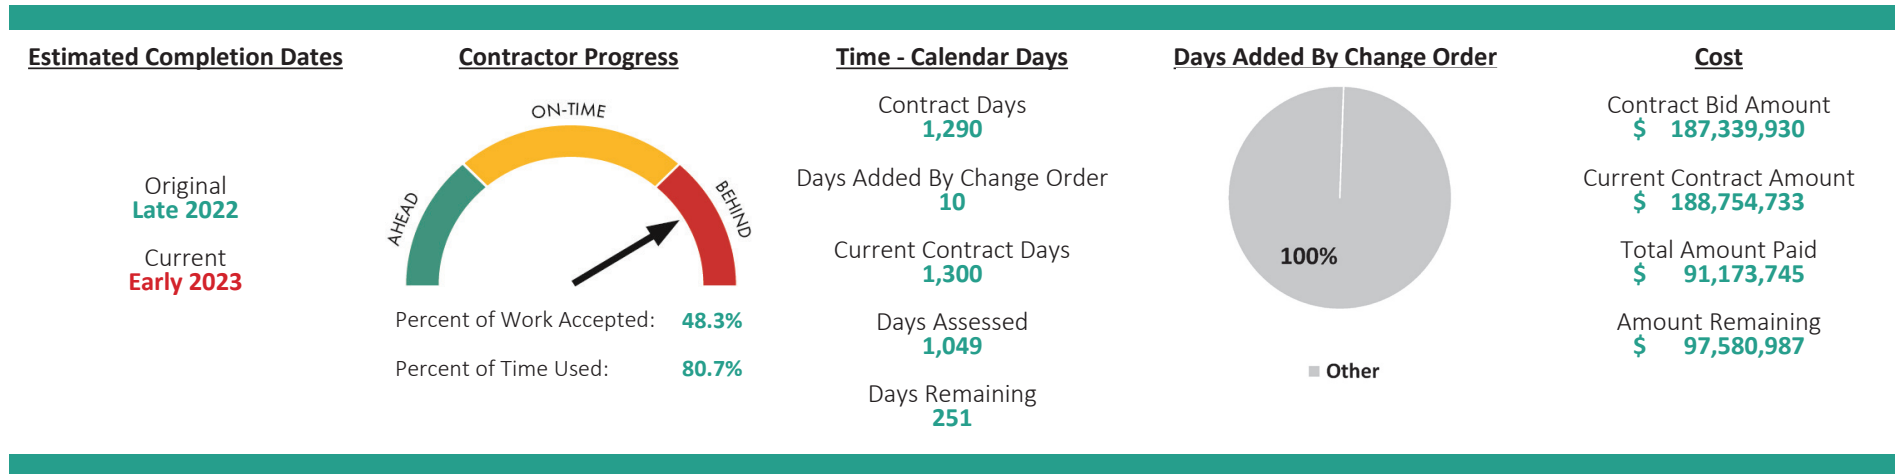 Estimated Completion Dates
Original
Late 2022
Current
Early 2023
Contractor Progress
ON-TIME
AHEAD
BEHIND
Percent of Work Accepted: 48.3%
Percent of Time Used: 80.7%
Time - Calendar Days
Contract Days
1,290
Days Added By Change Order
10
Current Contract Days
1,300
Days Assessed
1,049
Days Remaining
251
Days Added By Change Order
100%
Other
Cost
Contract Bid Amount
$ 187,339,930
Current Contract Amount
$ 188,754,733
Total Amount Paid
$ 91,173,745
Amount Remaining
$ 97,580,987